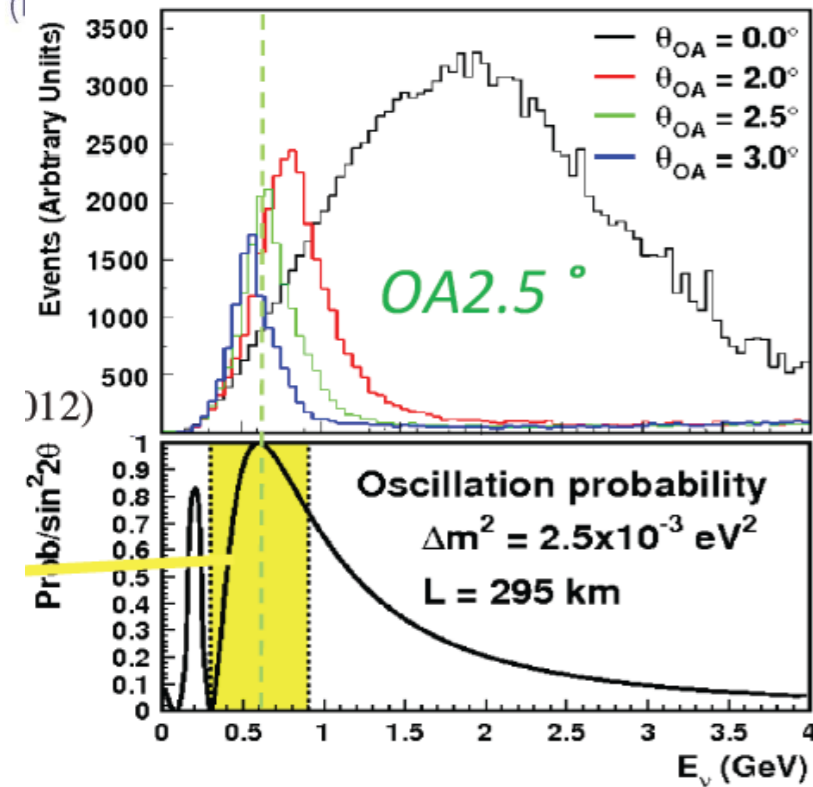 (
3500
3000
2500
2000
1500
1000
500
Events (Arbtrary Uniits)
θOA = 0.0°
θOA = 2.0°
θOA = 2.5°
θOA = 3.0°
OA2.5 °
)12)
1
0.9
0.8
0.7
0.6
0.5
0.4
0.3
0.2
0.1
0
Prob/sin²2θ
Oscillation probability
Δm² = 2.5x10⁻³ eV²
L = 295 km
0 0.5 1 1.5 2 2.5 3 3.5 4
Eν (GeV)